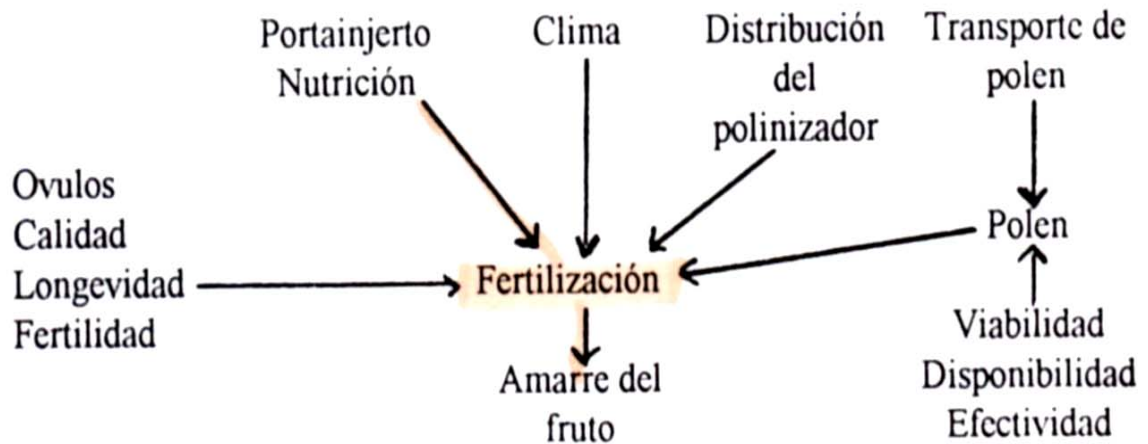 Portainjerto
Nutrición
Clima
Distribución
del
polinizador
Transporte de
polen
Ovulos
Calidad
Longevidad
Fertilidad
Fertilización
Polen
Viabilidad
Disponibilidad
Efectividad
Amarre del
fruto